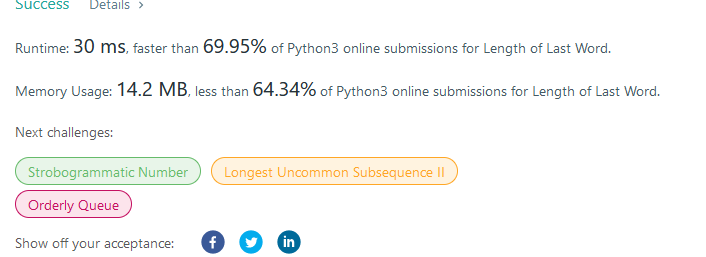 Success Details >
Runtime: 30 ms, faster than 69.95% of Python3 online submissions for Length of Last Word.
Memory Usage: 14.2 MB, less than 64.34% of Python3 online submissions for Length of Last Word.
Next challenges:
Strobogrammatic Number Longest Uncommon Subsequence II
Orderly Queue
Show off your acceptance: f in